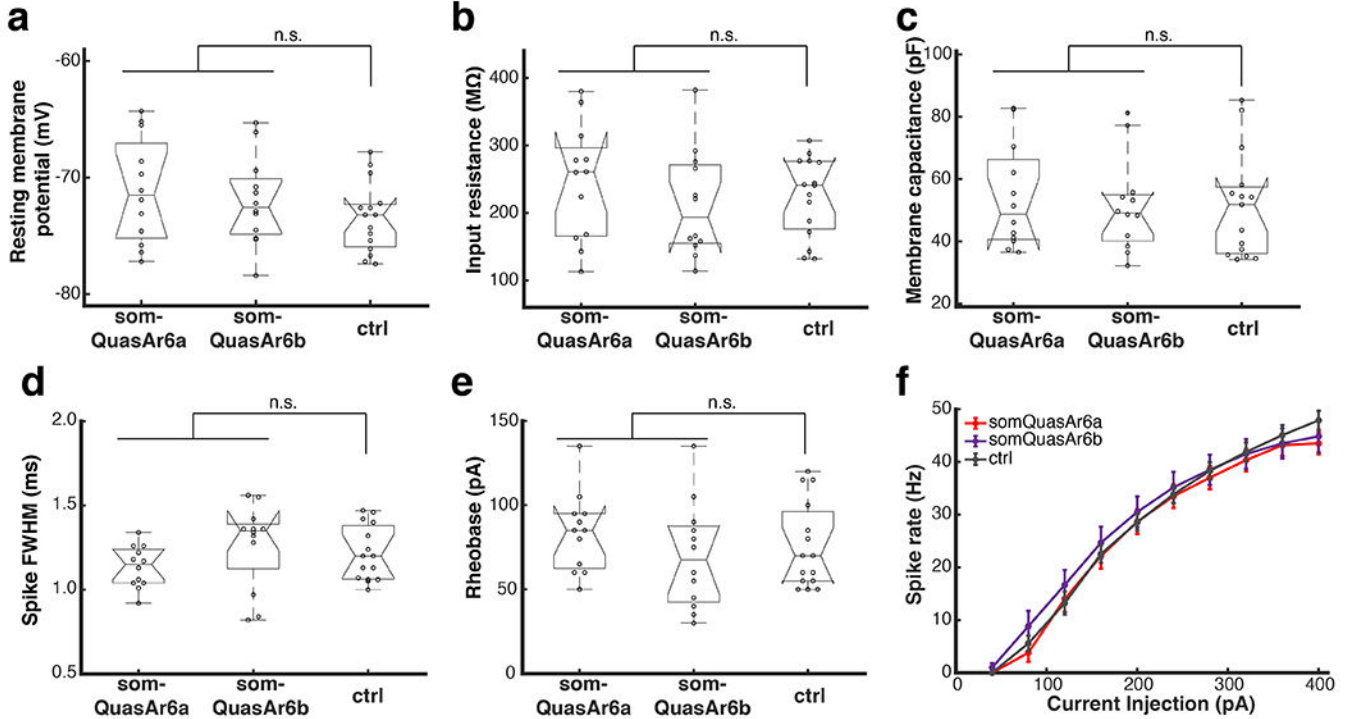 a
n.s.
Resting membrane
potential (mV)
-60
-70
-80
som-
QuasAr6a
som-
QuasAr6b
ctrl
b
n.s.
Input resistance (MΩ)
400
300
200
100
som-
QuasAr6a
som-
QuasAr6b
ctrl
c
n.s.
Membrane capacitance (pF)
100
80
60
40
20
som-
QuasAr6a
som-
QuasAr6b
ctrl
d
n.s.
Spike FWHM (ms)
2.0
1.5
1.0
0.5
som-
QuasAr6a
som-
QuasAr6b
ctrl
e
n.s.
Rheobase (pA)
150
100
50
0
som-
QuasAr6a
som-
QuasAr6b
ctrl
f
somQuasAr6a
somQuasAr6b
ctrl
Spike rate (Hz)
50
40
30
20
10
0
0
100
200
300
400
Current Injection (pA)